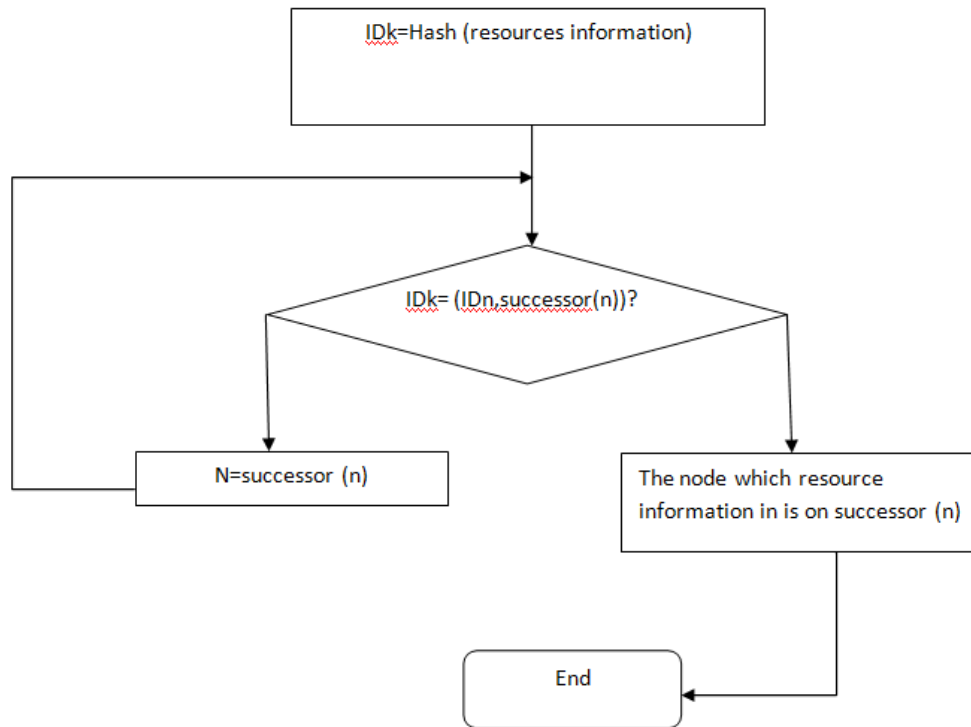 IDk=Hash (resources information)
IDk= (IDn,successor(n))?
N=successor (n)
The node which resource
information in is on successor (n)
End